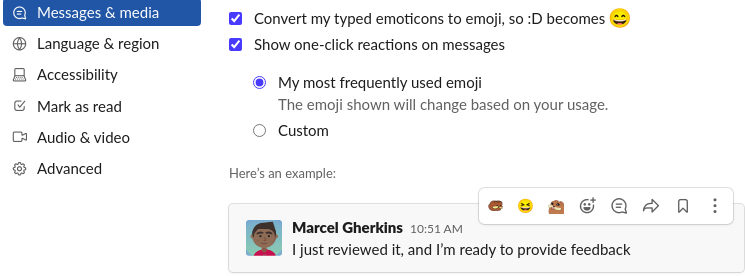 Messages & media
Language & region
Accessibility
Mark as read
Audio & video
Advanced
Convert my typed emoticons to emoji, so :D becomes 😄
Show one-click reactions on messages
My most frequently used emoji
The emoji shown will change based on your usage.
Custom
Here's an example:
Marcel Gherkins 10:51 AM
I just reviewed it, and I'm ready to provide feedback